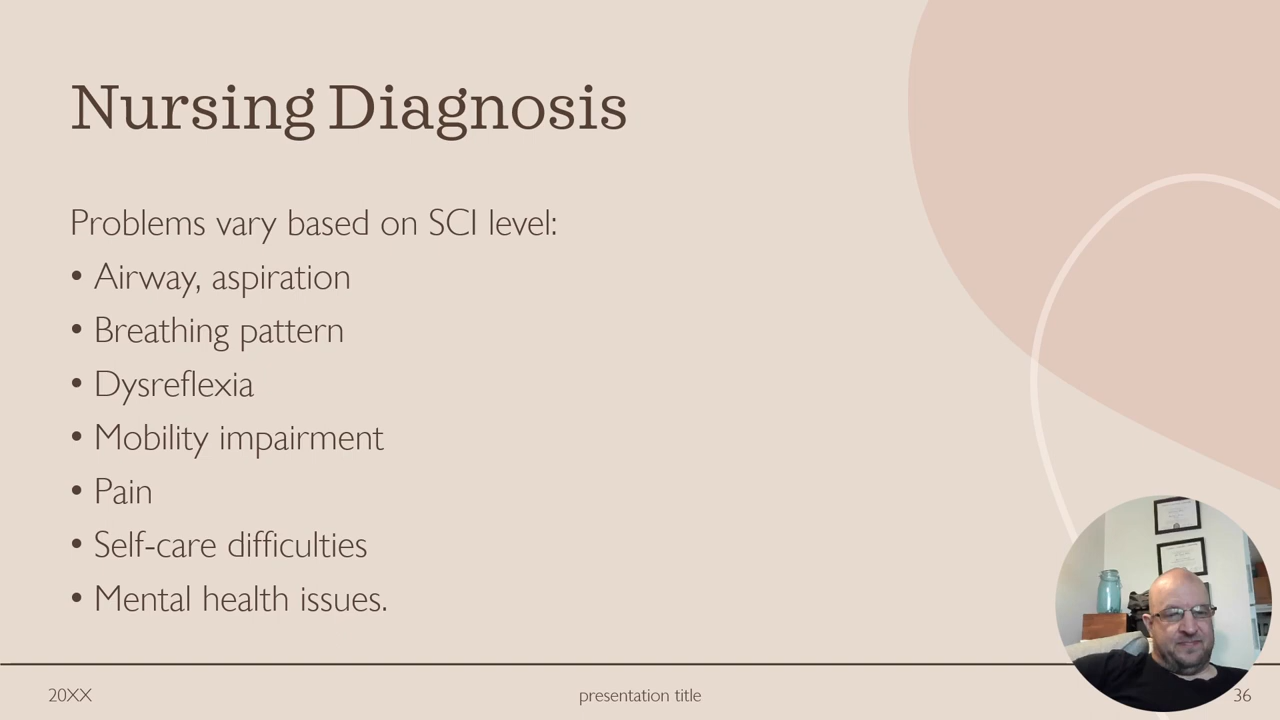 Nursing Diagnosis
Problems vary based on SCI level:
• Airway, aspiration
• Breathing pattern
• Dysreflexia
• Mobility impairment
• Pain
• Self-care difficulties
• Mental health issues.
20XX
presentation title
36